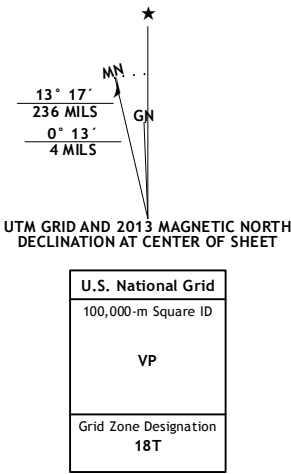 MN
13° 17´
236 MILS
GN
0° 13´
4 MILS
UTM GRID AND 2013 MAGNETIC NORTH
DECLINATION AT CENTER OF SHEET
U.S. National Grid
100,000-m Square ID
VP
Grid Zone Designation
18T